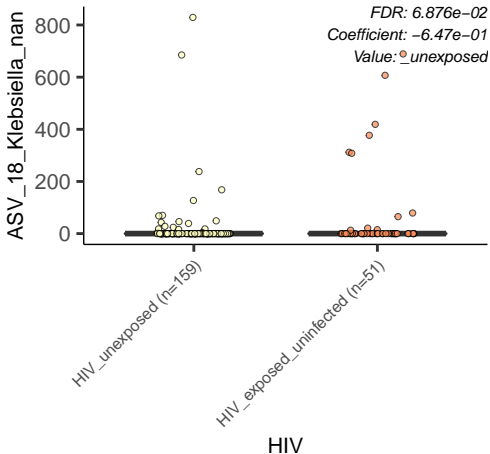 FDR: 6.876e-02
Coefficient: -6.47e-01
Value: _unexposed
ASV_18_Klebsiella_nan
800
600
400
200
0
HIV_unexposed (n=159)
HIV_exposed_uninfected (n=51)
HIV